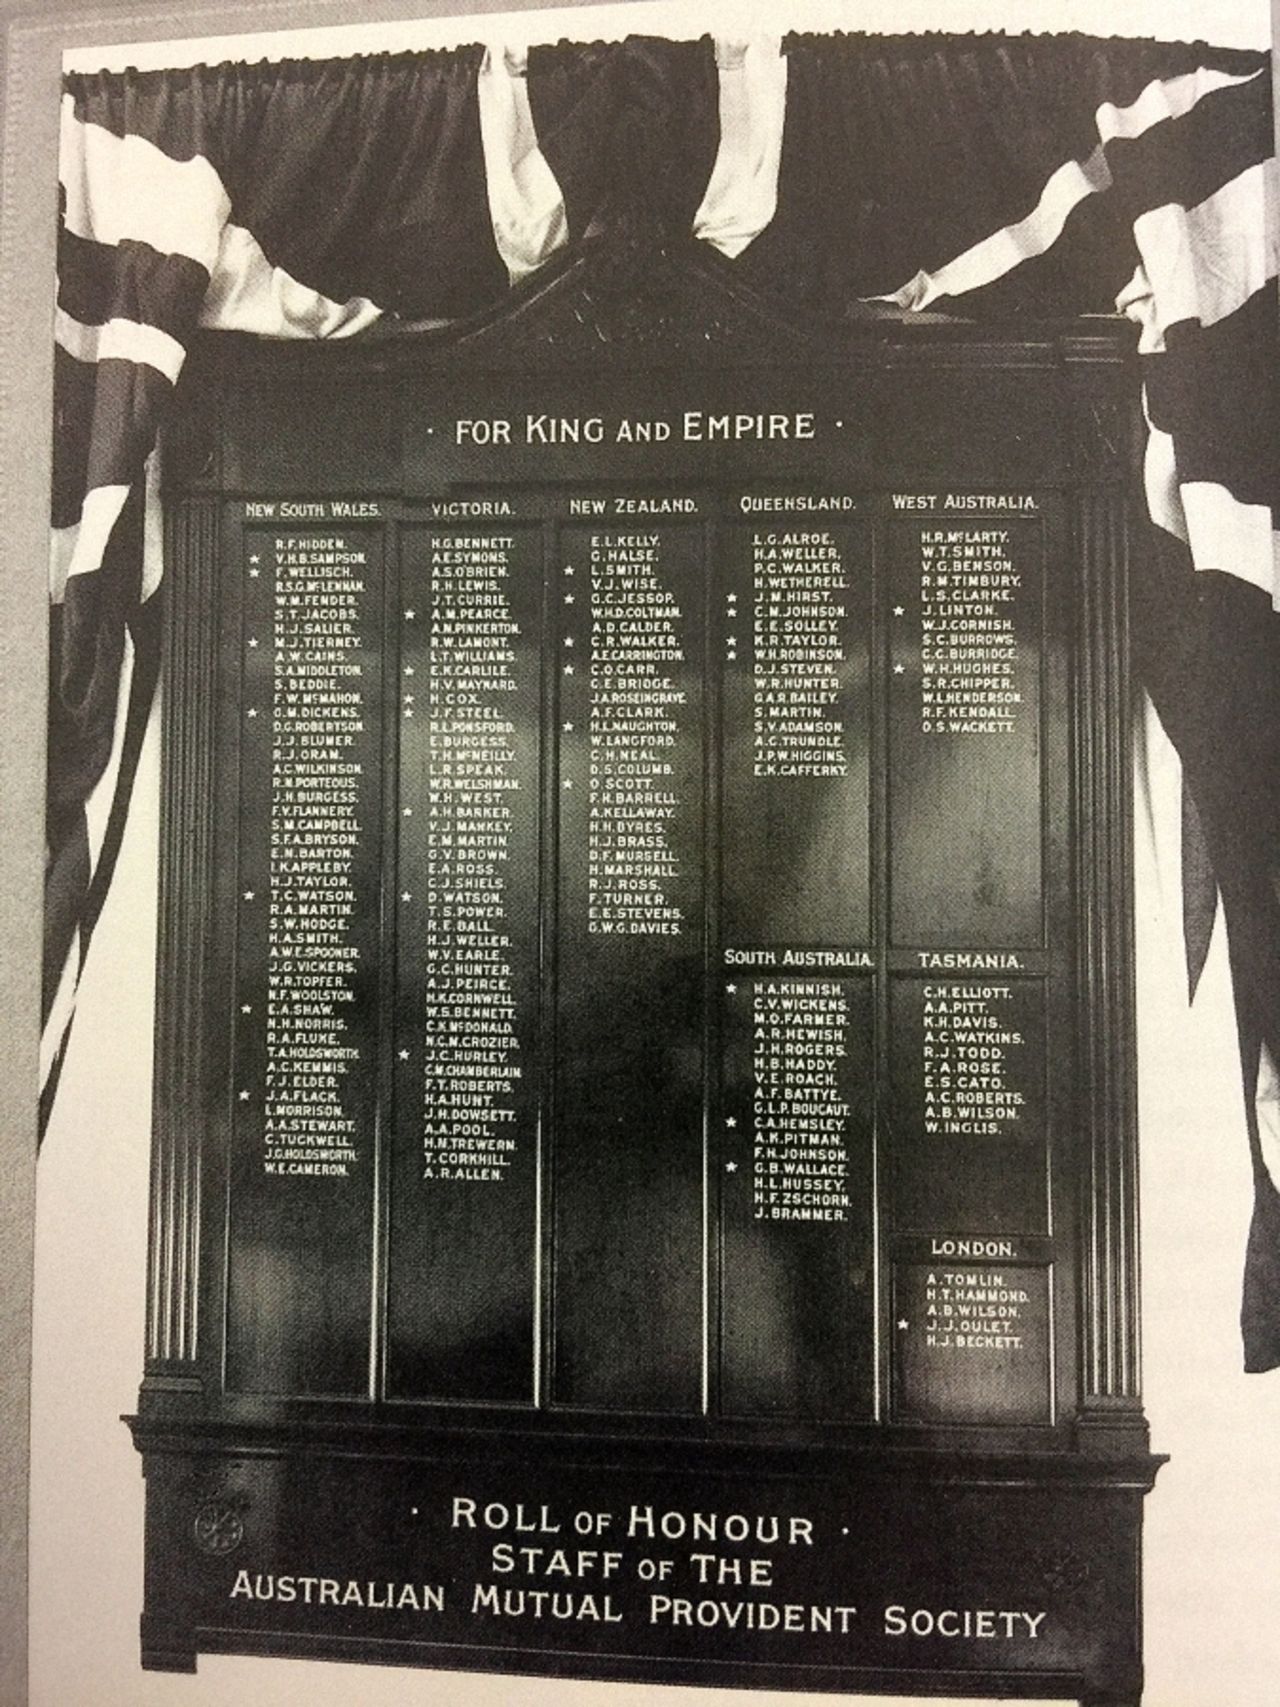 · FOR KING AND EMPIRE ·
NEW SOUTH WALES.
R.F.HIDDEN.
★ V.H.B.SAMPSON.
★ F.WELLISCH.
R.S.G.McLENNAN.
W.M.FENDER.
S.T.JACOBS.
H.J.SALIER.
★ M.J.TIERNEY.
A.W.CAINS.
S.A.MIDDLETON.
S.BEDDIE.
F.W.McMAHON.
★ G.M.DICKENS.
D.G.ROBERTSON.
J.J.BLUMER.
R.J.ORAM.
A.C.WILKINSON.
R.N.PORTEOUS.
J.H.BURGESS.
F.V.FLANNERY.
S.M.CAMPBELL.
S.F.A.BRYSON.
E.N.BARTON.
I.K.APPLEBY.
H.J.TAYLOR.
★ T.C.WATSON.
R.A.MARTIN.
S.W.HODGE.
H.A.SMITH.
A.W.E.SPOONER.
J.G.VICKERS.
W.R.TOPFER.
N.F.WOOLSTON.
★ E.A.SHAW.
N.H.NORRIS.
R.A.FLUKE.
T.A.HOLDSWORTH.
A.C.KEMMIS.
F.J.ELDER.
★ J.A.FLACK.
L.MORRISON.
A.A.STEWART.
C.TUCKWELL.
J.G.HOLDSWORTH.
W.E.CAMERON.
VICTORIA.
H.G.BENNETT.
A.E.SYMONS.
A.S.O'BRIEN.
R.H.LEWIS.
J.T.CURRIE.
★ A.M.PEARCE.
A.N.PINKERTON.
R.W.LAMONT.
L.T.WILLIAMS.
★ E.K.CARLILE.
H.V.MAYNARD.
★ H.COX.
★ J.F.STEEL.
R.L.PONSFORD.
E.BURGESS.
T.H.McNEILLY.
L.R.SPEAK.
W.R.WELSHMAN.
W.H.WEST.
★ A.H.BARKER.
V.J.MANKEY.
E.M.MARTIN.
G.V.BROWN.
E.A.ROSS.
C.J.SHIELS.
★ D.WATSON.
T.S.POWER.
R.E.BALL.
H.J.WELLER.
W.V.EARLE.
G.C.HUNTER.
A.J.PEIRCE.
H.K.CORNWELL.
W.S.BENNETT.
C.K.McDONALD.
N.C.M.CROZIER.
★ J.C.HURLEY.
C.M.CHAMBERLAIN.
F.T.ROBERTS.
H.A.HUNT.
J.H.DOWSETT.
A.A.POOL.
H.N.TREWERN.
T.CORKHILL.
A.R.ALLEN.
NEW ZEALAND.
E.L.KELLY.
G.HALSE.
★ L.SMITH.
V.J.WISE.
★ G.C.JESSOP.
W.H.D.COLTMAN.
A.D.CALDER.
★ C.R.WALKER.
A.E.CARRINGTON.
★ C.O.CARR.
C.E.BRIDGE.
J.A.ROSEINGRAVE.
A.F.CLARK.
★ H.L.NAUGHTON.
W.LANGFORD.
C.H.NEAL.
D.S.COLUMB.
★ O.SCOTT.
F.H.BARRELL.
A.KELLAWAY.
H.H.DYRES.
H.J.BRASS.
D.F.MURSELL.
H.MARSHALL.
R.J.ROSS.
F.TURNER.
E.E.STEVENS.
G.W.G.DAVIES.
QUEENSLAND.
L.G.ALROE.
H.A.WELLER.
P.C.WALKER.
H.WETHERELL.
★ J.M.HIRST.
★ C.M.JOHNSON.
E.E.SOLLEY.
★ K.R.TAYLOR.
★ W.H.ROBINSON.
D.J.STEVEN.
W.R.HUNTER.
G.A.R.BAILEY.
S.MARTIN.
S.V.ADAMSON.
A.C.TRUNDLE.
J.P.W.HIGGINS.
E.K.CAFFERKY.
SOUTH AUSTRALIA.
★ H.A.KINNISH.
C.V.WICKENS.
M.O.FARMER.
A.R.HEWISH.
J.H.ROGERS.
H.B.HADDY.
V.E.ROACH.
A.F.BATTYE.
G.L.P.BOUCAUT.
★ C.A.HEMSLEY.
A.K.PITMAN.
F.H.JOHNSON.
★ G.B.WALLACE.
H.L.HUSSEY.
H.F.ZSCHORN.
J.BRAMMER.
WEST AUSTRALIA.
H.R.McLARTY.
W.T.SMITH.
V.G.BENSON.
R.M.TIMBURY.
L.S.CLARKE.
★ J.LINTON.
W.J.CORNISH.
S.C.BURROWS.
C.C.BURRIDGE.
★ W.H.HUGHES.
S.R.CHIPPER.
W.L.HENDERSON.
R.F.KENDALL.
D.S.WACKETT.
TASMANIA.
C.H.ELLIOTT.
A.A.PITT.
K.H.DAVIS.
A.C.WATKINS.
R.J.TODD.
F.A.ROSE.
E.S.CATO.
A.C.ROBERTS.
A.B.WILSON.
W.INGLIS.
LONDON.
A.TOMLIN.
H.T.HAMMOND.
A.B.WILSON.
★ J.J.OULET.
H.J.BECKETT.
· ROLL OF HONOUR ·
STAFF OF THE
AUSTRALIAN MUTUAL PROVIDENT SOCIETY